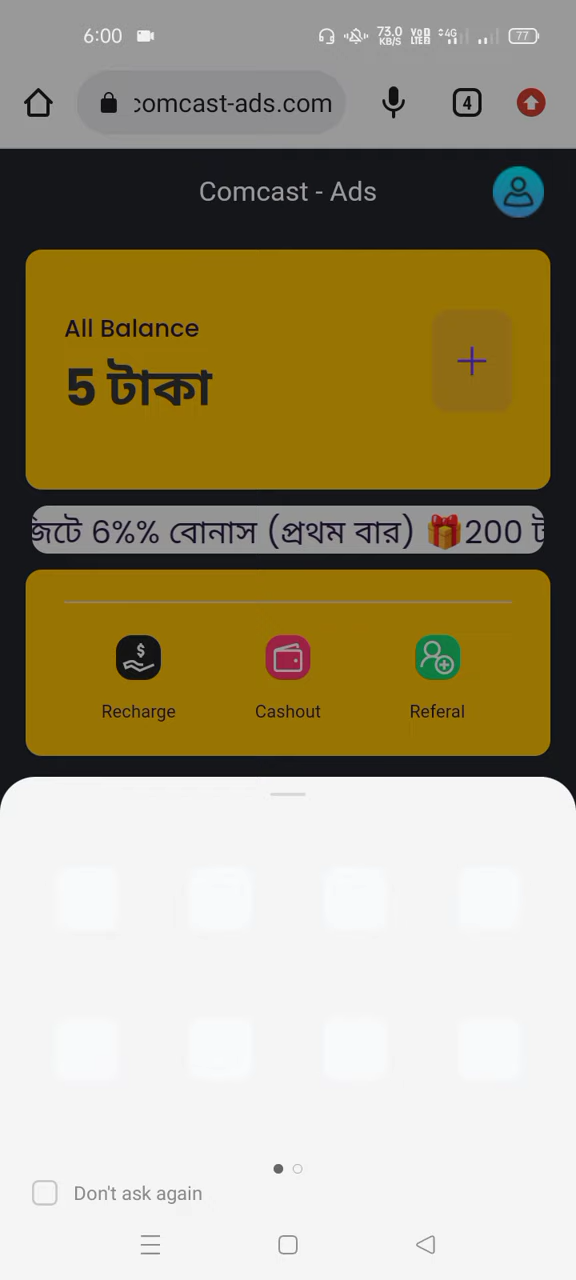 6:00
73.0
KB/S
4G
77
comcast-ads.com
4
Comcast - Ads
All Balance
5 টাকা
6%% বোনাস (প্রথম বার) 🎁200
Recharge
Cashout
Referal
Don't ask again